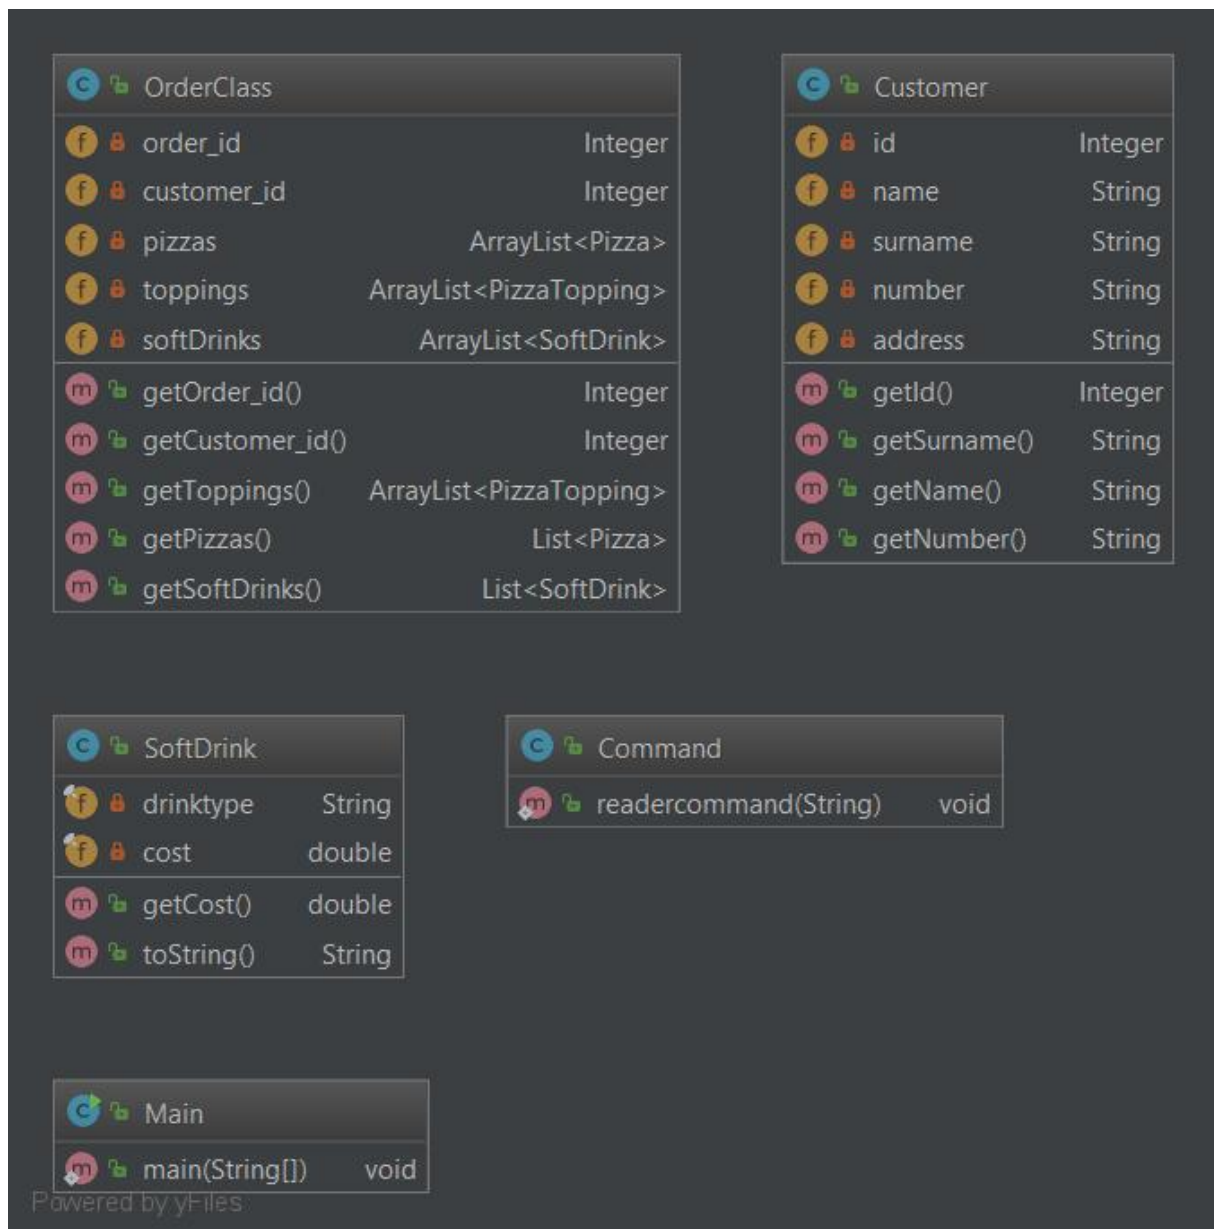 OrderClass
order_id Integer
customer_id Integer
pizzas ArrayList<Pizza>
toppings ArrayList<PizzaTopping>
softDrinks ArrayList<SoftDrink>
getOrder_id() Integer
getCustomer_id() Integer
getToppings() ArrayList<PizzaTopping>
getPizzas() List<Pizza>
getSoftDrinks() List<SoftDrink>
Customer
id Integer
name String
surname String
number String
address String
getId() Integer
getSurname() String
getName() String
getNumber() String
SoftDrink
drinktype String
cost double
getCost() double
toString() String
Command
readercommand(String) void
Main
main(String[]) void
Powered by yFiles